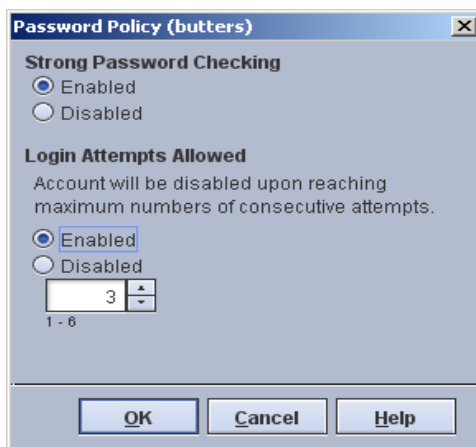 Password Policy (butters)
Strong Password Checking
Enabled
Disabled
Login Attempts Allowed
Account will be disabled upon reaching
maximum numbers of consecutive attempts.
Enabled
Disabled
3
1 - 6
OK Cancel Help